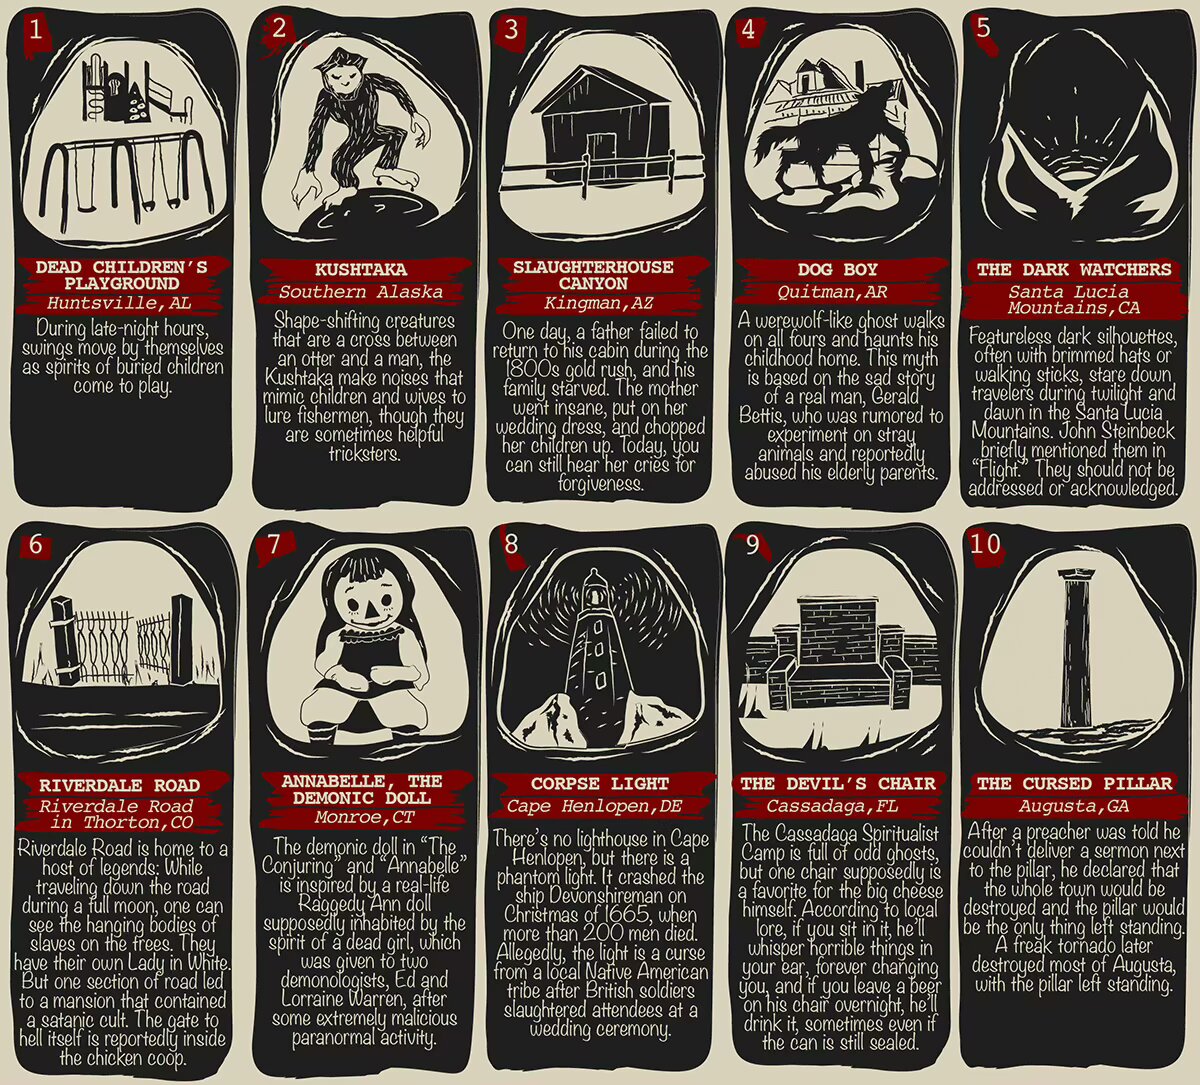 1
DEAD CHILDREN'S
PLAYGROUND
Huntsville,AL
During late-night hours,
swings move by themselves
as spirits of buried children
come to play.
2
KUSHTAKA
Southern Alaska
Shape-shifting creatures
that are a cross between
an otter and a man, the
Kushtaka make noises that
mimic children and wives to
lure fishermen, though they
are sometimes helpful
tricksters.
3
SLAUGHTERHOUSE
CANYON
Kingman,AZ
One day, a father failed to
return to his cabin during the
1800s gold rush, and his
family starved. The mother
went insane, put on her
wedding dress, and chopped
her children up. Today, you
can still hear her cries for
forgiveness.
4
DOG BOY
Quitman,AR
A werewolf-like ghost walks
on all fours and haunts his
childhood home. This myth
is based on the sad story
of a real man, Gerald
Bettis, who was rumored to
experiment on stray
animals and reportedly
abused his elderly parents.
5
THE DARK WATCHERS
Santa Lucia
Mountains,CA
Featureless dark silhouettes,
often with brimmed hats or
walking sticks, stare down
travelers during twilight and
dawn in the Santa Lucia
Mountains. John Steinbeck
briefly mentioned them in
“Flight.” They should not be
addressed or acknowledged.
6
RIVERDALE ROAD
Riverdale Road
in Thorton,CO
Riverdale Road is home to a
host of legends: While
traveling down the road
during a full moon, one can
see the hanging bodies of
slaves on the trees. They
have their own Lady in White.
But one section of road led
to a mansion that contained
a satanic cult. The gate to
hell itself is reportedly inside
the chicken coop.
7
ANNABELLE, THE
DEMONIC DOLL
Monroe,CT
The demonic doll in “The
Conjuring” and “Annabelle”
is inspired by a real-life
Raggedy Ann doll
supposedly inhabited by the
spirit of a dead girl, which
was given to two
demonologists, Ed and
Lorraine Warren, after
some extremely malicious
paranormal activity.
8
CORPSE LIGHT
Cape Henlopen,DE
There's no lighthouse in Cape
Henlopen, but there is a
phantom light. It crashed the
ship Devonshireman on
Christmas of 1665, when
more than 200 men died.
Allegedly, the light is a curse
from a local Native American
tribe after British soldiers
slaughtered attendees at a
wedding ceremony.
9
THE DEVIL'S CHAIR
Cassadaga,FL
The Cassadaga Spiritualist
Camp is full of odd ghosts,
but one chair supposedly is
a favorite for the big cheese
himself. According to local
lore, if you sit in it, he'll
whisper horrible things in
your ear, forever changing
you, and if you leave a beer
on his chair overnight, he'll
drink it, sometimes even if
the can is still sealed.
10
THE CURSED PILLAR
Augusta,GA
After a preacher was told he
couldn't deliver a sermon next
to the pillar, he declared that
the whole town would be
destroyed and the pillar would
be the only thing left standing.
A freak tornado later
destroyed most of Augusta,
with the pillar left standing.